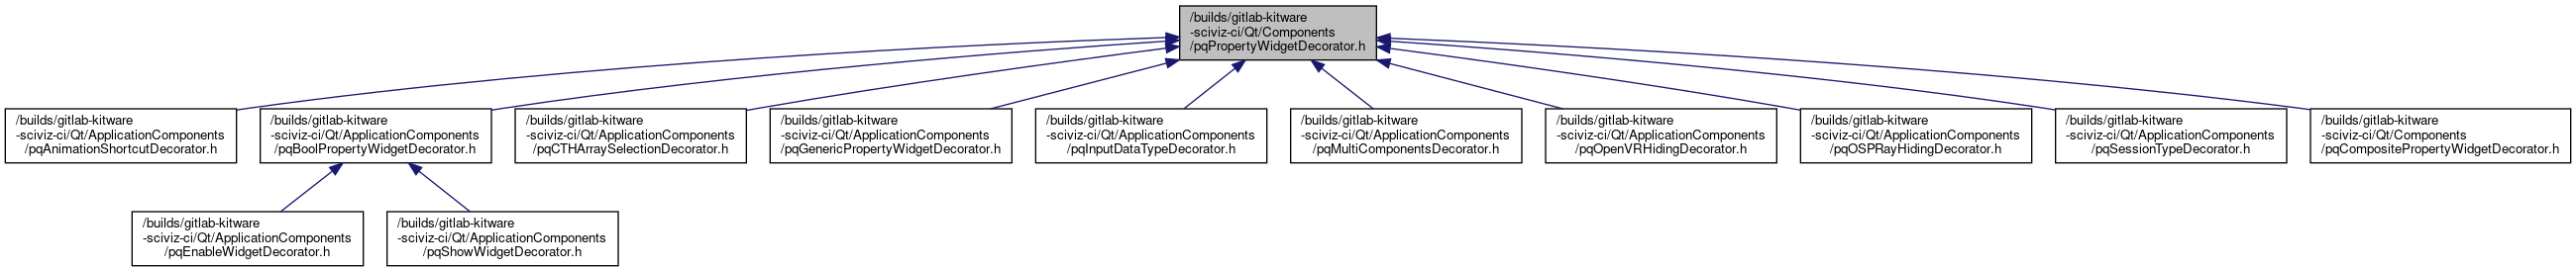 /builds/gitlab-kitware
-sciviz-ci/Qt/Components
/pqPropertyWidgetDecorator.h
/builds/gitlab-kitware
-sciviz-ci/Qt/ApplicationComponents
/pqAnimationShortcutDecorator.h
/builds/gitlab-kitware
-sciviz-ci/Qt/ApplicationComponents
/pqBoolPropertyWidgetDecorator.h
/builds/gitlab-kitware
-sciviz-ci/Qt/ApplicationComponents
/pqCTHArraySelectionDecorator.h
/builds/gitlab-kitware
-sciviz-ci/Qt/ApplicationComponents
/pqGenericPropertyWidgetDecorator.h
/builds/gitlab-kitware
-sciviz-ci/Qt/ApplicationComponents
/pqInputDataTypeDecorator.h
/builds/gitlab-kitware
-sciviz-ci/Qt/ApplicationComponents
/pqMultiComponentsDecorator.h
/builds/gitlab-kitware
-sciviz-ci/Qt/ApplicationComponents
/pqOpenVRHidingDecorator.h
/builds/gitlab-kitware
-sciviz-ci/Qt/ApplicationComponents
/pqOSPRayHidingDecorator.h
/builds/gitlab-kitware
-sciviz-ci/Qt/ApplicationComponents
/pqSessionTypeDecorator.h
/builds/gitlab-kitware
-sciviz-ci/Qt/Components
/pqCompositePropertyWidgetDecorator.h
/builds/gitlab-kitware
-sciviz-ci/Qt/ApplicationComponents
/pqEnableWidgetDecorator.h
/builds/gitlab-kitware
-sciviz-ci/Qt/ApplicationComponents
/pqShowWidgetDecorator.h